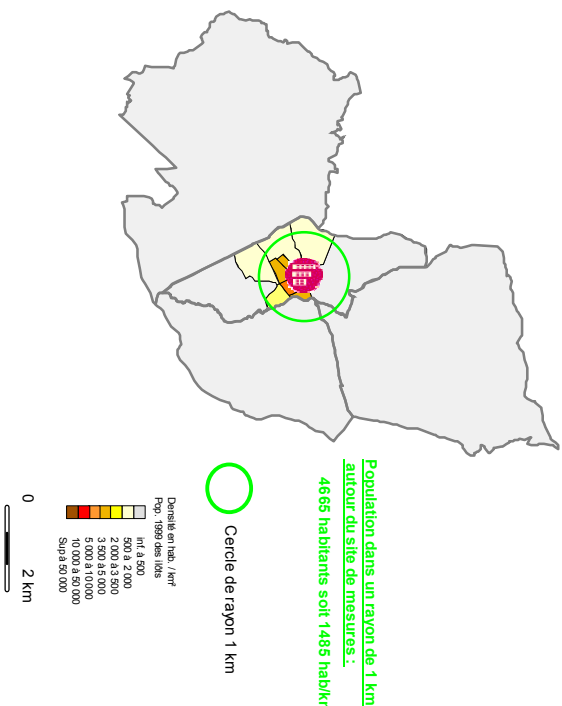 Population dans un rayon de 1 km
autour du site de mesures :
4665 habitants soit 1485 hab/kr
Cercle de rayon 1 km
Densité en hab. / km²
Pop. 1999 des îlots
inf. à 500
500 à 2 000
2 000 à 3 500
3 500 à 5 000
5 000 à 10 000
10 000 à 50 000
Sup à 50 000
0 2 km